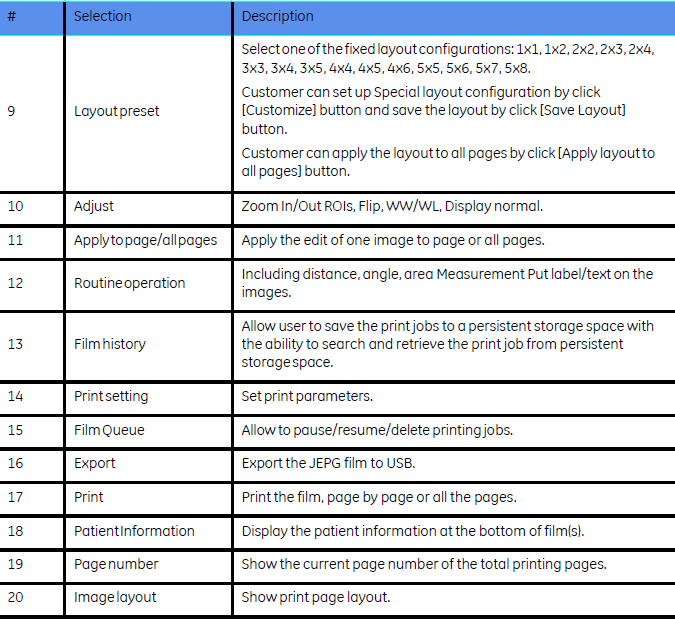 # Selection Description
9 Layout preset Select one of the fixed layout configurations: 1x1, 1x2, 2x2, 2x3, 2x4,
3x3, 3x4, 3x5, 4x4, 4x5, 4x6, 5x5, 5x6, 5x7, 5x8.
Customer can set up Special layout configuration by click
[Customize] button and save the layout by click [Save Layout]
button.
Customer can apply the layout to all pages by click [Apply layout to
all pages] button.
10 Adjust Zoom In/Out ROIs, Flip, WW/WL, Display normal.
11 Apply to page/all pages Apply the edit of one image to page or all pages.
12 Routine operation Including distance, angle, area Measurement Put label/text on the
images.
13 Film history Allow user to save the print jobs to a persistent storage space with
the ability to search and retrieve the print job from persistent
storage space.
14 Print setting Set print parameters.
15 Film Queue Allow to pause/resume/delete printing jobs.
16 Export Export the JEPG film to USB.
17 Print Print the film, page by page or all the pages.
18 Patient Information Display the patient information at the bottom of film(s).
19 Page number Show the current page number of the total printing pages.
20 Image layout Show print page layout.